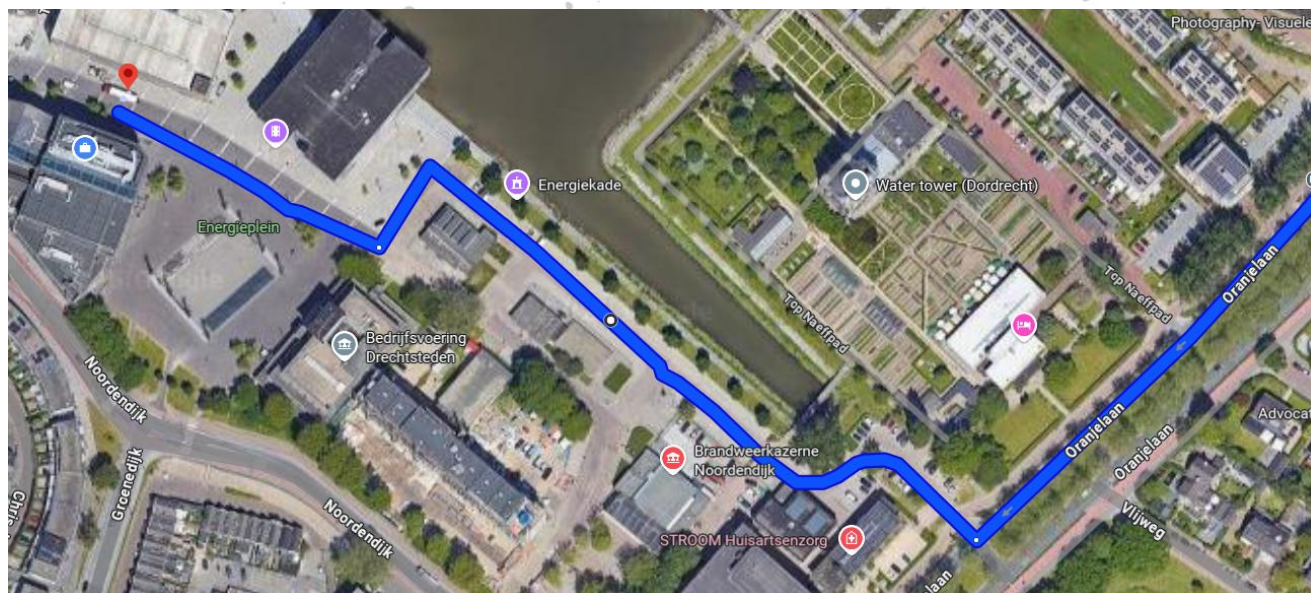 Photography- Visuele
Energiekade
Water tower (Dordrecht)
Energieplein
Oranjelaan
Top Naeffpad
Top Naeffpad
Bedrijfsvoering
Drechtsteden
Noordendijk
Oranjelaan
Oranjelaan
Advocat
Brandweerkazerne
Noordendijk
Groenedijk
Noordendijk
STROOM Huisartsenzorg
Vlijweg